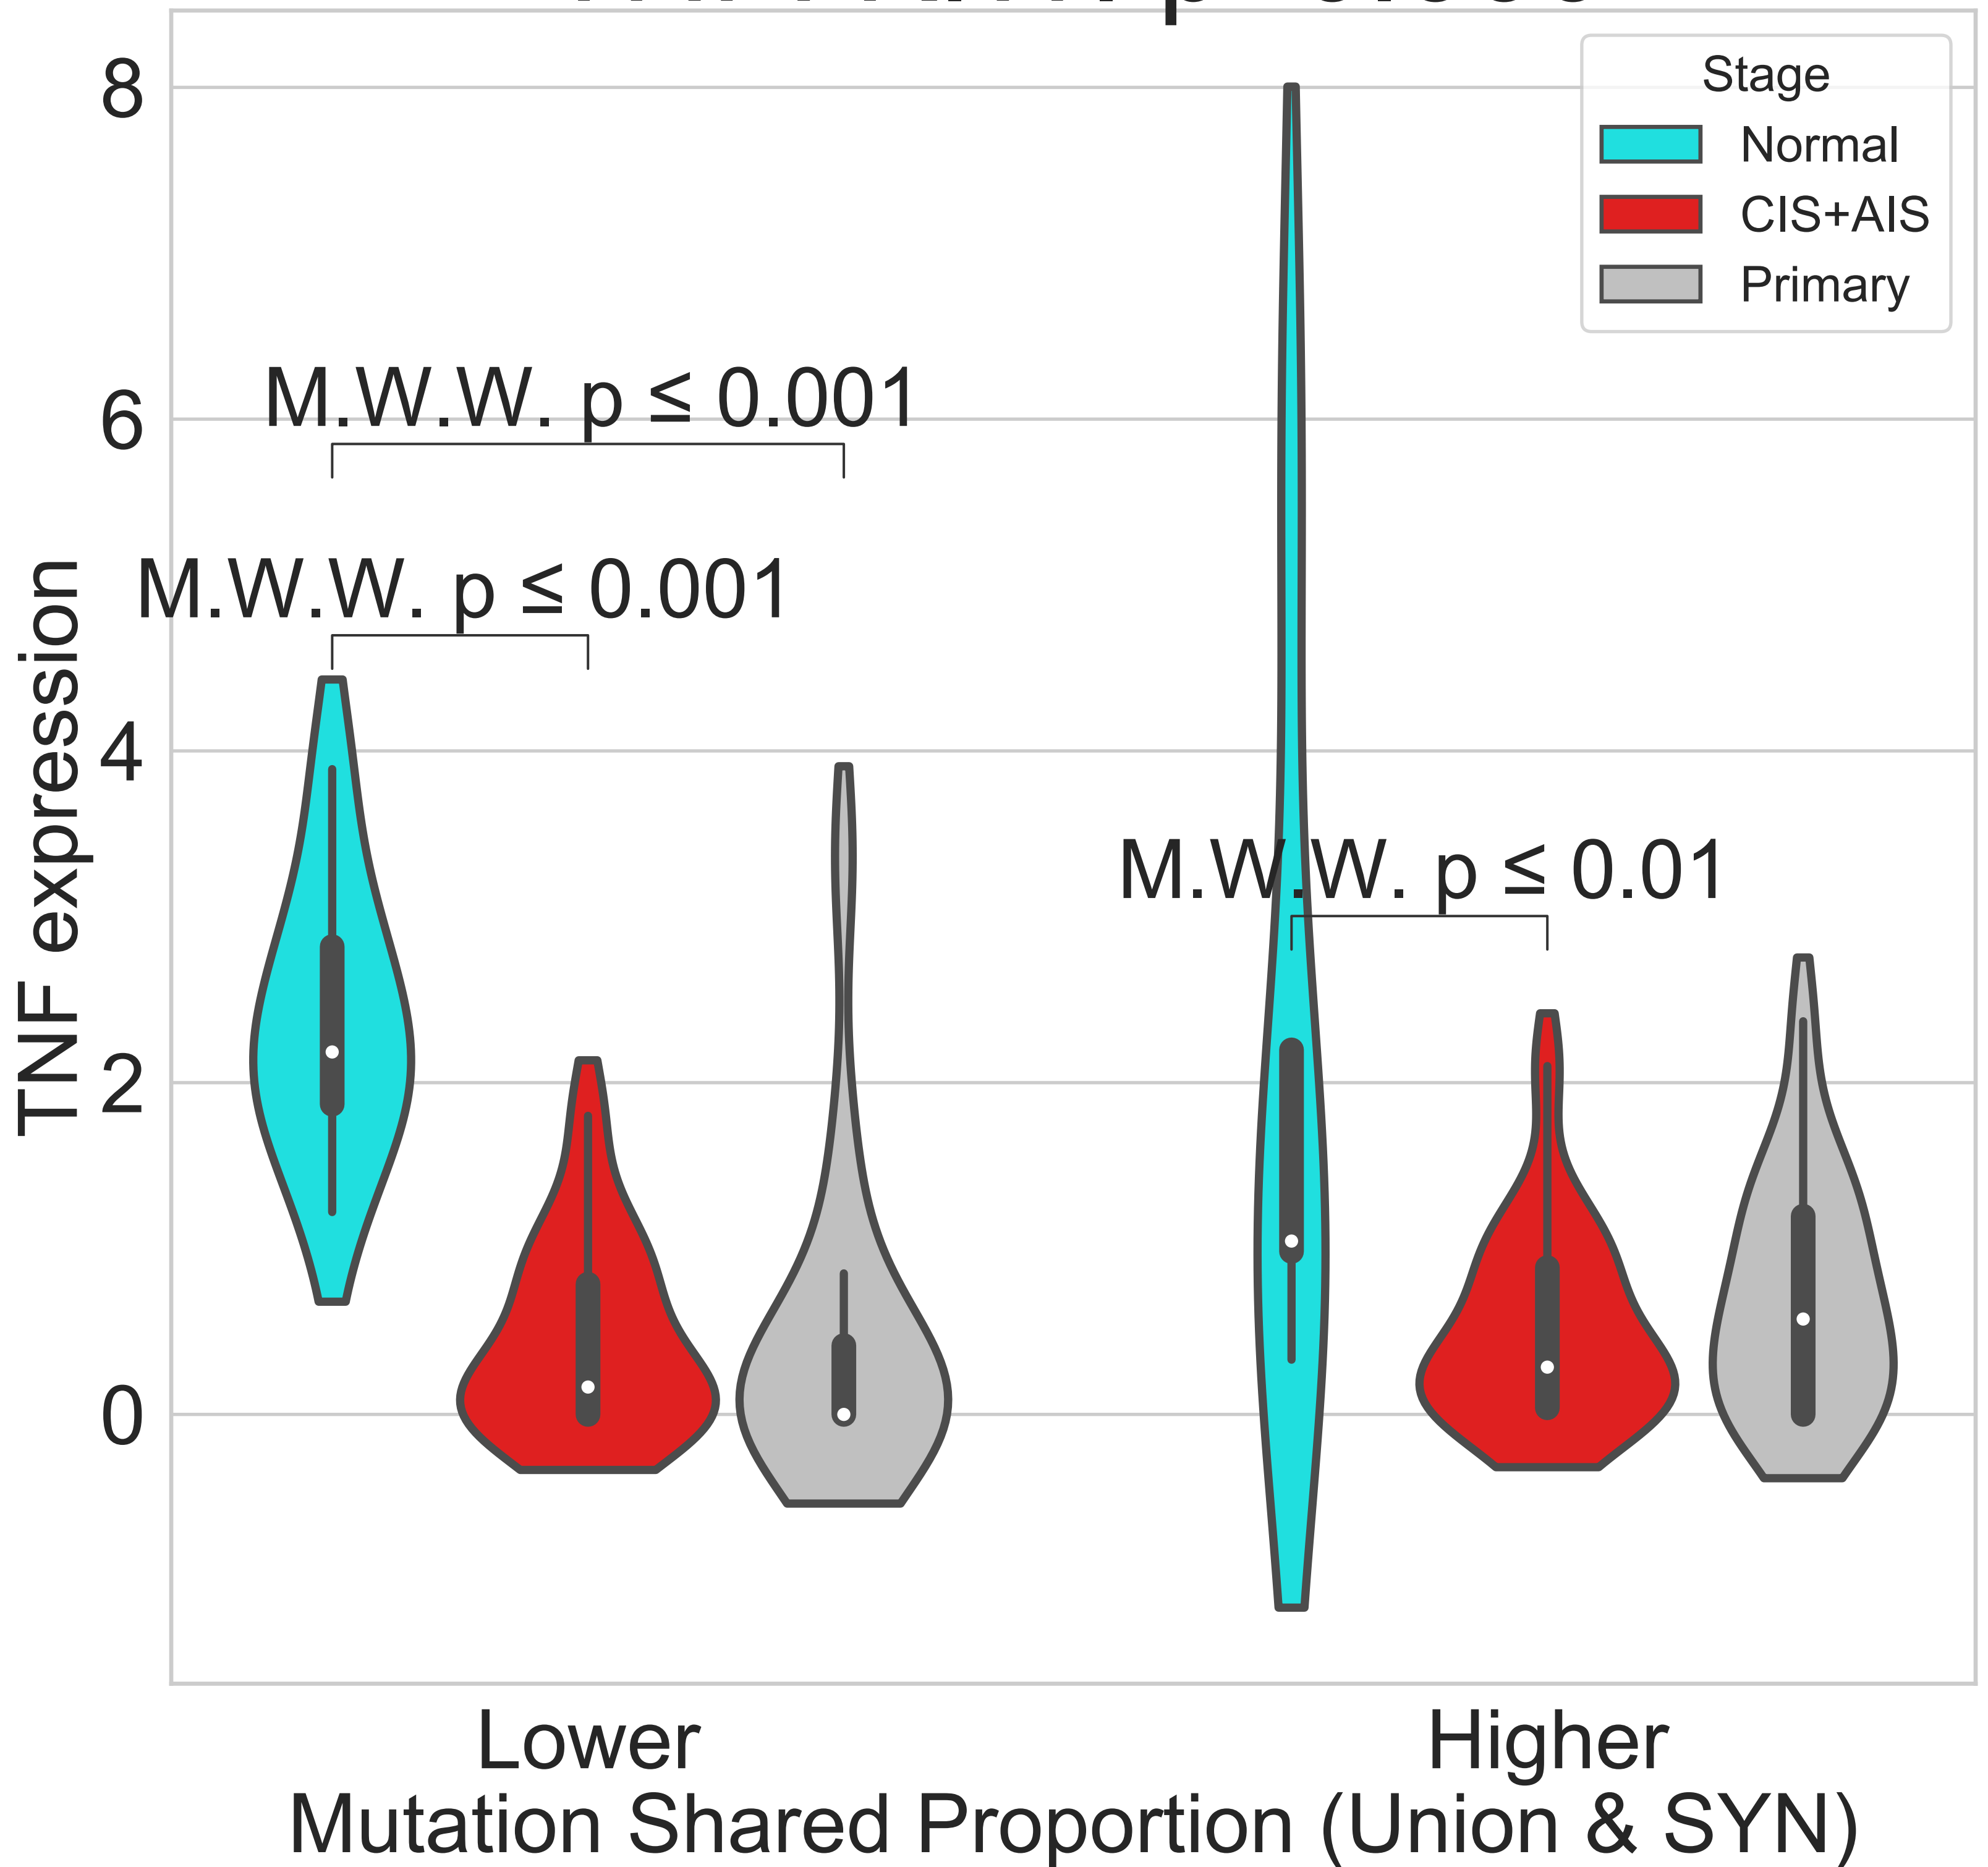 Stage
Normal
CIS+AIS
Primary
8
6
4
2
0
TNF expression
M.W.W. p ≤ 0.001
M.W.W. p ≤ 0.001
M.W.W. p ≤ 0.01
Lower
Higher
Mutation Shared Proportion (Union & SYN)